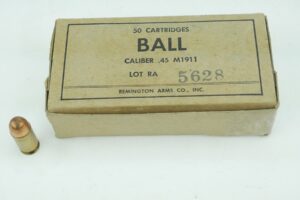 50 CARTRIDGES
BALL
CALIBER .45 M1911
LOT RA 5628
REMINGTON ARMS CO., INC.